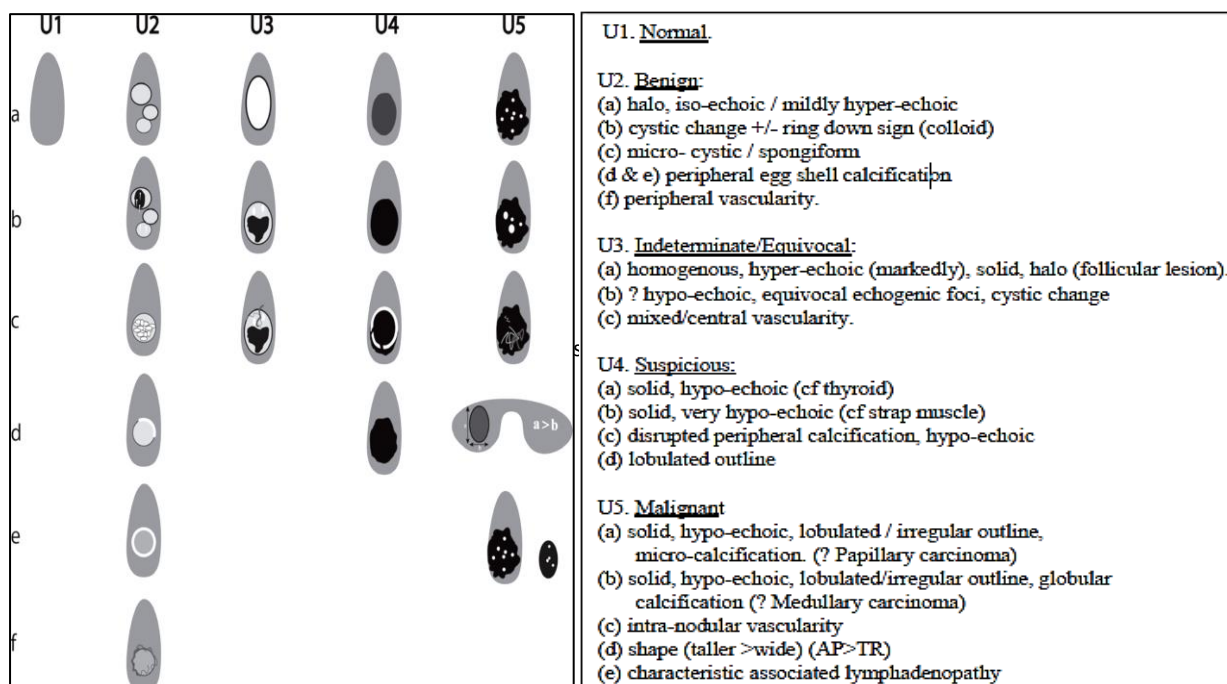 U1 U2 U3 U4 U5
a
b
c
d
e
f
a>b
s
U1. Normal.
U2. Benign:
(a) halo, iso-echoic / mildly hyper-echoic
(b) cystic change +/- ring down sign (colloid)
(c) micro- cystic / spongiform
(d & e) peripheral egg shell calcification
(f) peripheral vascularity.
U3. Indeterminate/Equivocal:
(a) homogenous, hyper-echoic (markedly), solid, halo (follicular lesion).
(b) ? hypo-echoic, equivocal echogenic foci, cystic change
(c) mixed/central vascularity.
U4. Suspicious:
(a) solid, hypo-echoic (cf thyroid)
(b) solid, very hypo-echoic (cf strap muscle)
(c) disrupted peripheral calcification, hypo-echoic
(d) lobulated outline
U5. Malignant
(a) solid, hypo-echoic, lobulated / irregular outline,
micro-calcification. (? Papillary carcinoma)
(b) solid, hypo-echoic, lobulated/irregular outline, globular
calcification (? Medullary carcinoma)
(c) intra-nodular vascularity
(d) shape (taller >wide) (AP>TR)
(e) characteristic associated lymphadenopathy